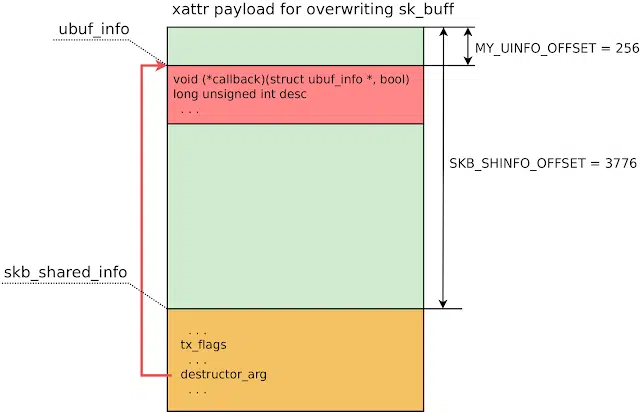 xattr payload for overwriting sk_buff
ubuf_info
MY_UINFO_OFFSET = 256
void (*callback)(struct ubuf_info *, bool)
long unsigned int desc
. . .
SKB_SHINFO_OFFSET = 3776
skb_shared_info
. . .
tx_flags
. . .
destructor_arg
. . .